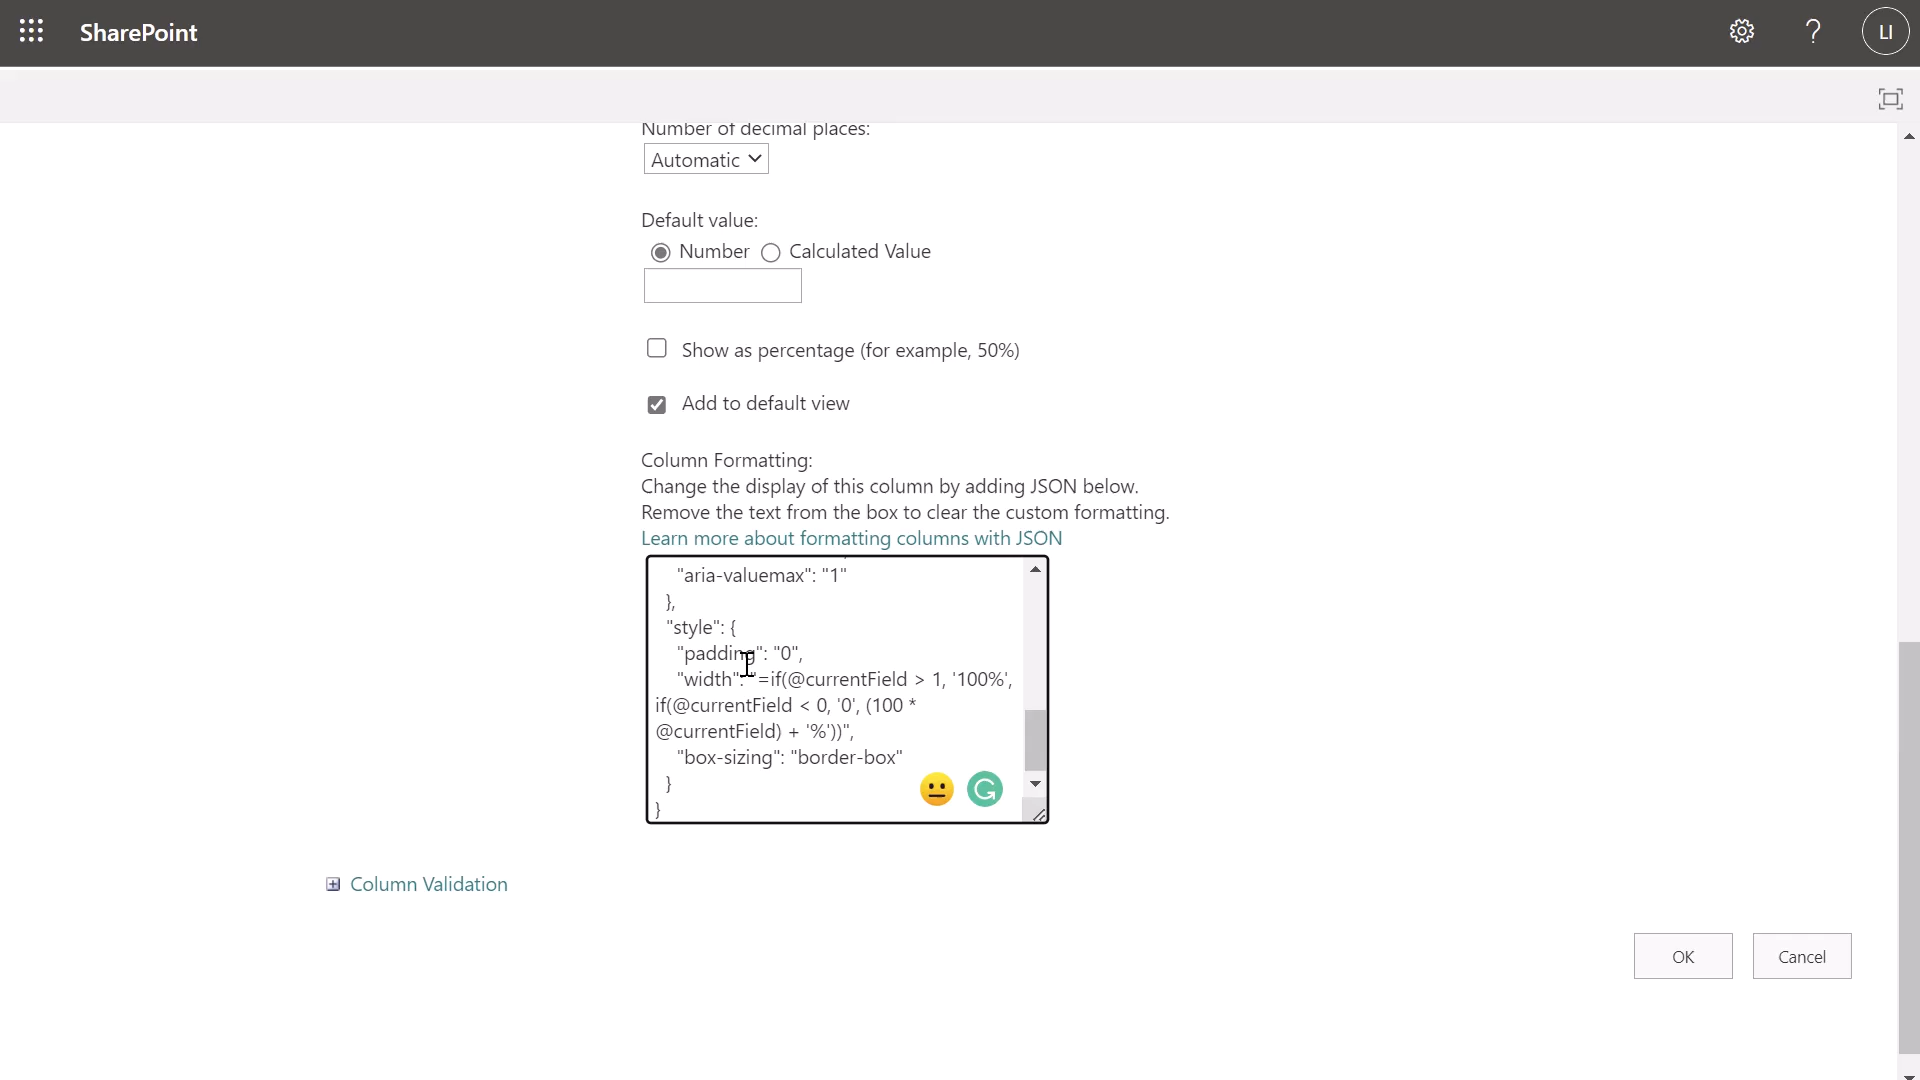 SharePoint
?
LI
Number of decimal places:
Automatic
Default value:
Number
Calculated Value
Show as percentage (for example, 50%)
Add to default view
Column Formatting:
Change the display of this column by adding JSON below.
Remove the text from the box to clear the custom formatting.
Learn more about formatting columns with JSON
"aria-valuemax": "1"
},
"style": {
"padding": "0",
"width": "=if(@currentField > 1, '100%',
if(@currentField < 0, '0', (100 *
@currentField) + '%'))",
"box-sizing": "border-box"
}
}
Column Validation
OK
Cancel